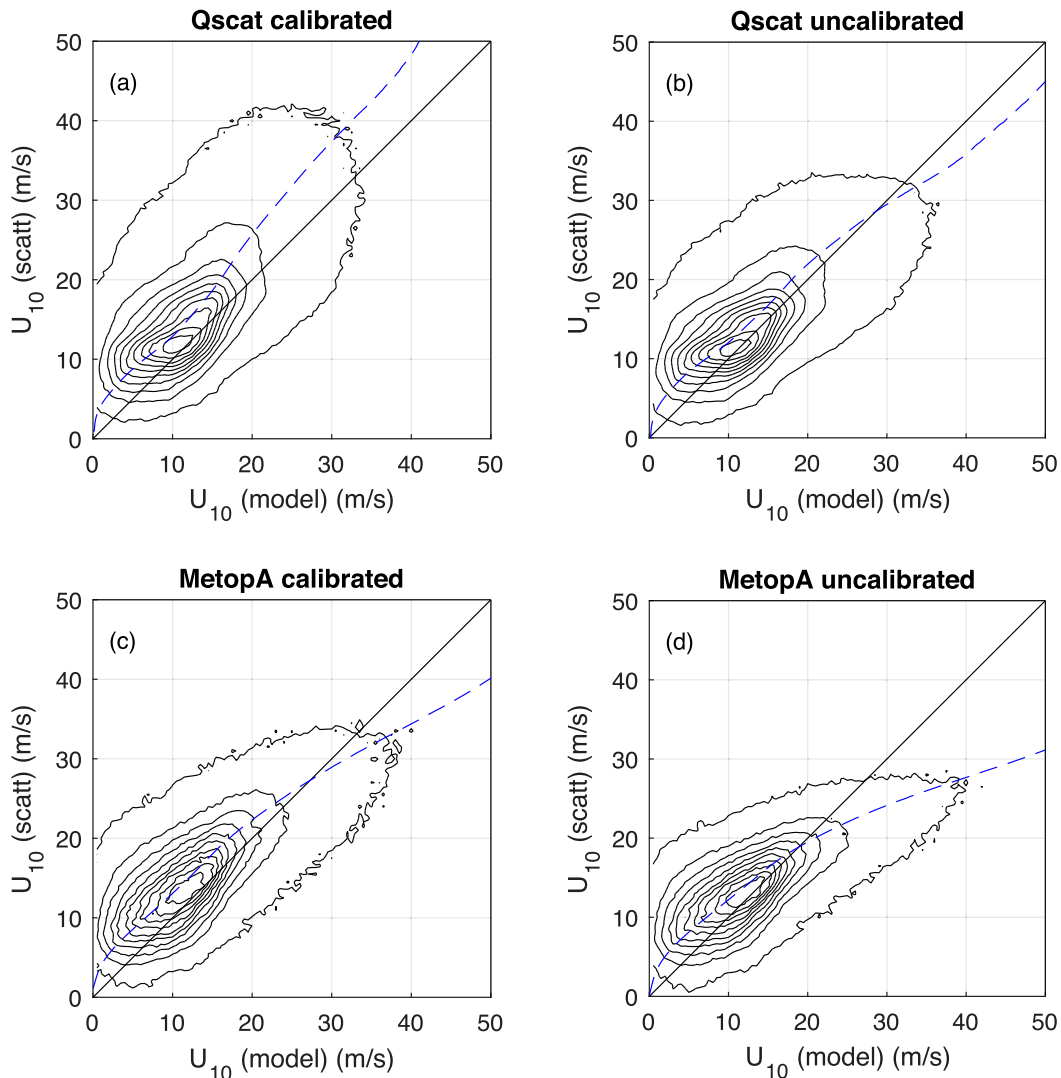 Qscat calibrated
(a)
50
40
30
20
10
0
0 10 20 30 40 50
U10 (scatt) (m/s)
U10 (model) (m/s)
Qscat uncalibrated
(b)
50
40
30
20
10
0
0 10 20 30 40 50
U10 (scatt) (m/s)
U10 (model) (m/s)
MetopA calibrated
(c)
50
40
30
20
10
0
0 10 20 30 40 50
U10 (scatt) (m/s)
U10 (model) (m/s)
MetopA uncalibrated
(d)
50
40
30
20
10
0
0 10 20 30 40 50
U10 (scatt) (m/s)
U10 (model) (m/s)